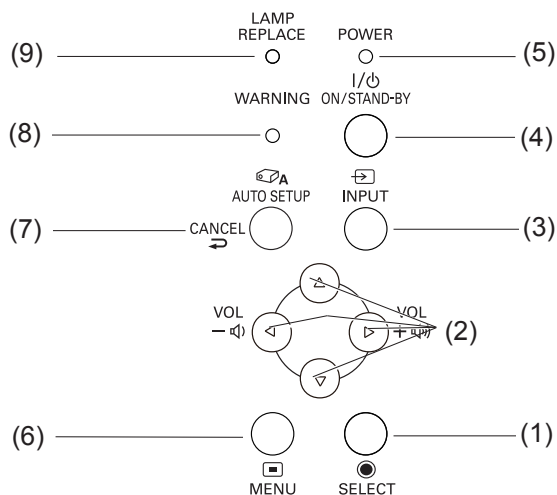 LAMP
REPLACE
POWER
(9)
(5)
I/⏻
WARNING
ON/STAND-BY
(8)
(4)
A
AUTO SETUP
INPUT
(7)
CANCEL
(3)
VOL
VOL
−
+
(2)
(6)
(1)
MENU
SELECT